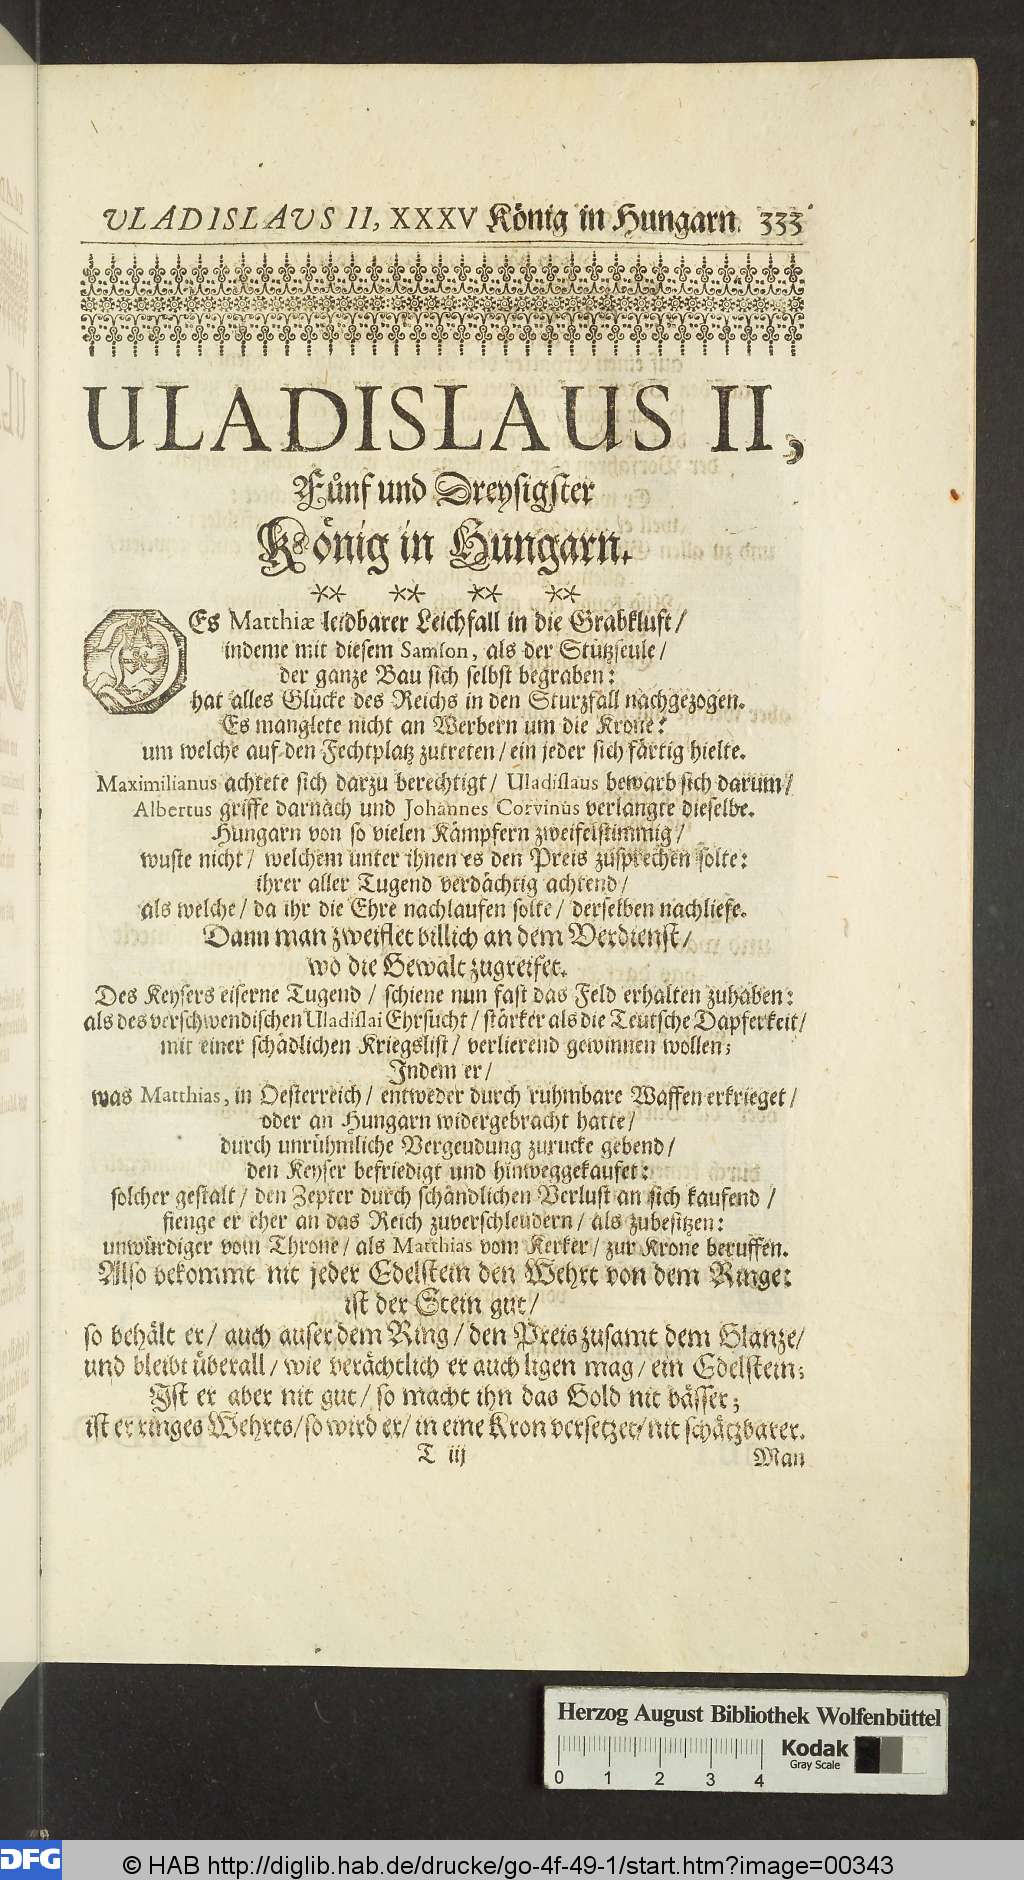 ULADISLAVS II, XXXV König in Hungarn. 333
ULADISLAUS II,
Fůnf und Dreysigster
König in Hungarn.
** ** ** **
DEs Matthiæ leidbarer Leichfall in die Grabkluft/
indeme mit diesem Samson, als der Stůtzseule/
der ganze Bau sich selbst begraben:
hat alles Glůcke des Reichs in den Sturzfall nachgezogen.
Es manglete nicht an Werbern um die Krone:
um welche auf den Fechtplatz zutreten/ ein jeder sich färtig hielte.
Maximilianus achtete sich darzu berechtigt/ Uladislaus bewarb sich darum/
Albertus griffe darnach und Johannes Corvinus verlangte dieselbe.
Hungarn von so vielen Kämpfern zweifelstimmig/
wuste nicht/ welchem unter ihnen es den Preis zusprechen solte:
ihrer aller Tugend verdächtig achtend/
als welche/ da ihr die Ehre nachlaufen solte/ derselben nachliefe.
Dann man zweiflet billich an dem Verdienst/
wo die Gewalt zugreifet.
Des Keysers eiserne Tugend/ schiene nun fast das Feld erhalten zuhaben:
als des verschwendischen Uladislai Ehrsucht/ stärker als die Teutsche Dapferkeit/
mit einer schädlichen Kriegslist/ verlierend gewinnen wollen;
Indem er/
was Matthias, in Oesterreich/ entweder durch ruhmbare Waffen erkrieget/
oder an Hungarn widergebracht hatte/
durch unrühmliche Vergeudung zurucke gebend/
den Keyser befriedigt und hinweggekaufet:
solcher gestalt/ den Zepter durch schändlichen Verlust an sich kaufend/
fienge er eher an das Reich zuverschleudern/ als zubesitzen:
unwürdiger vom Throne/ als Matthias vom Kerker/ zur Krone beruffen.
Also bekommt nit jeder Edelstein den Wehrt von dem Ringe:
ist der Stein gut/
so behält er/ auch auser dem Ring/ den Preis zusamt dem Glanze/
und bleibt überall/ wie verächtlich er auch ligen mag/ ein Edelstein;
Ist er aber nit gut/ so macht ihn das Gold nit bässer;
ist er ringes Wehrts/ so wird er/ in eine Kron versetzet/ nit schätzbarer.
T iij Man
Herzog August Bibliothek Wolfenbüttel
Kodak
Gray Scale
0 1 2 3 4
DFG © HAB http://diglib.hab.de/drucke/go-4f-49-1/start.htm?image=00343